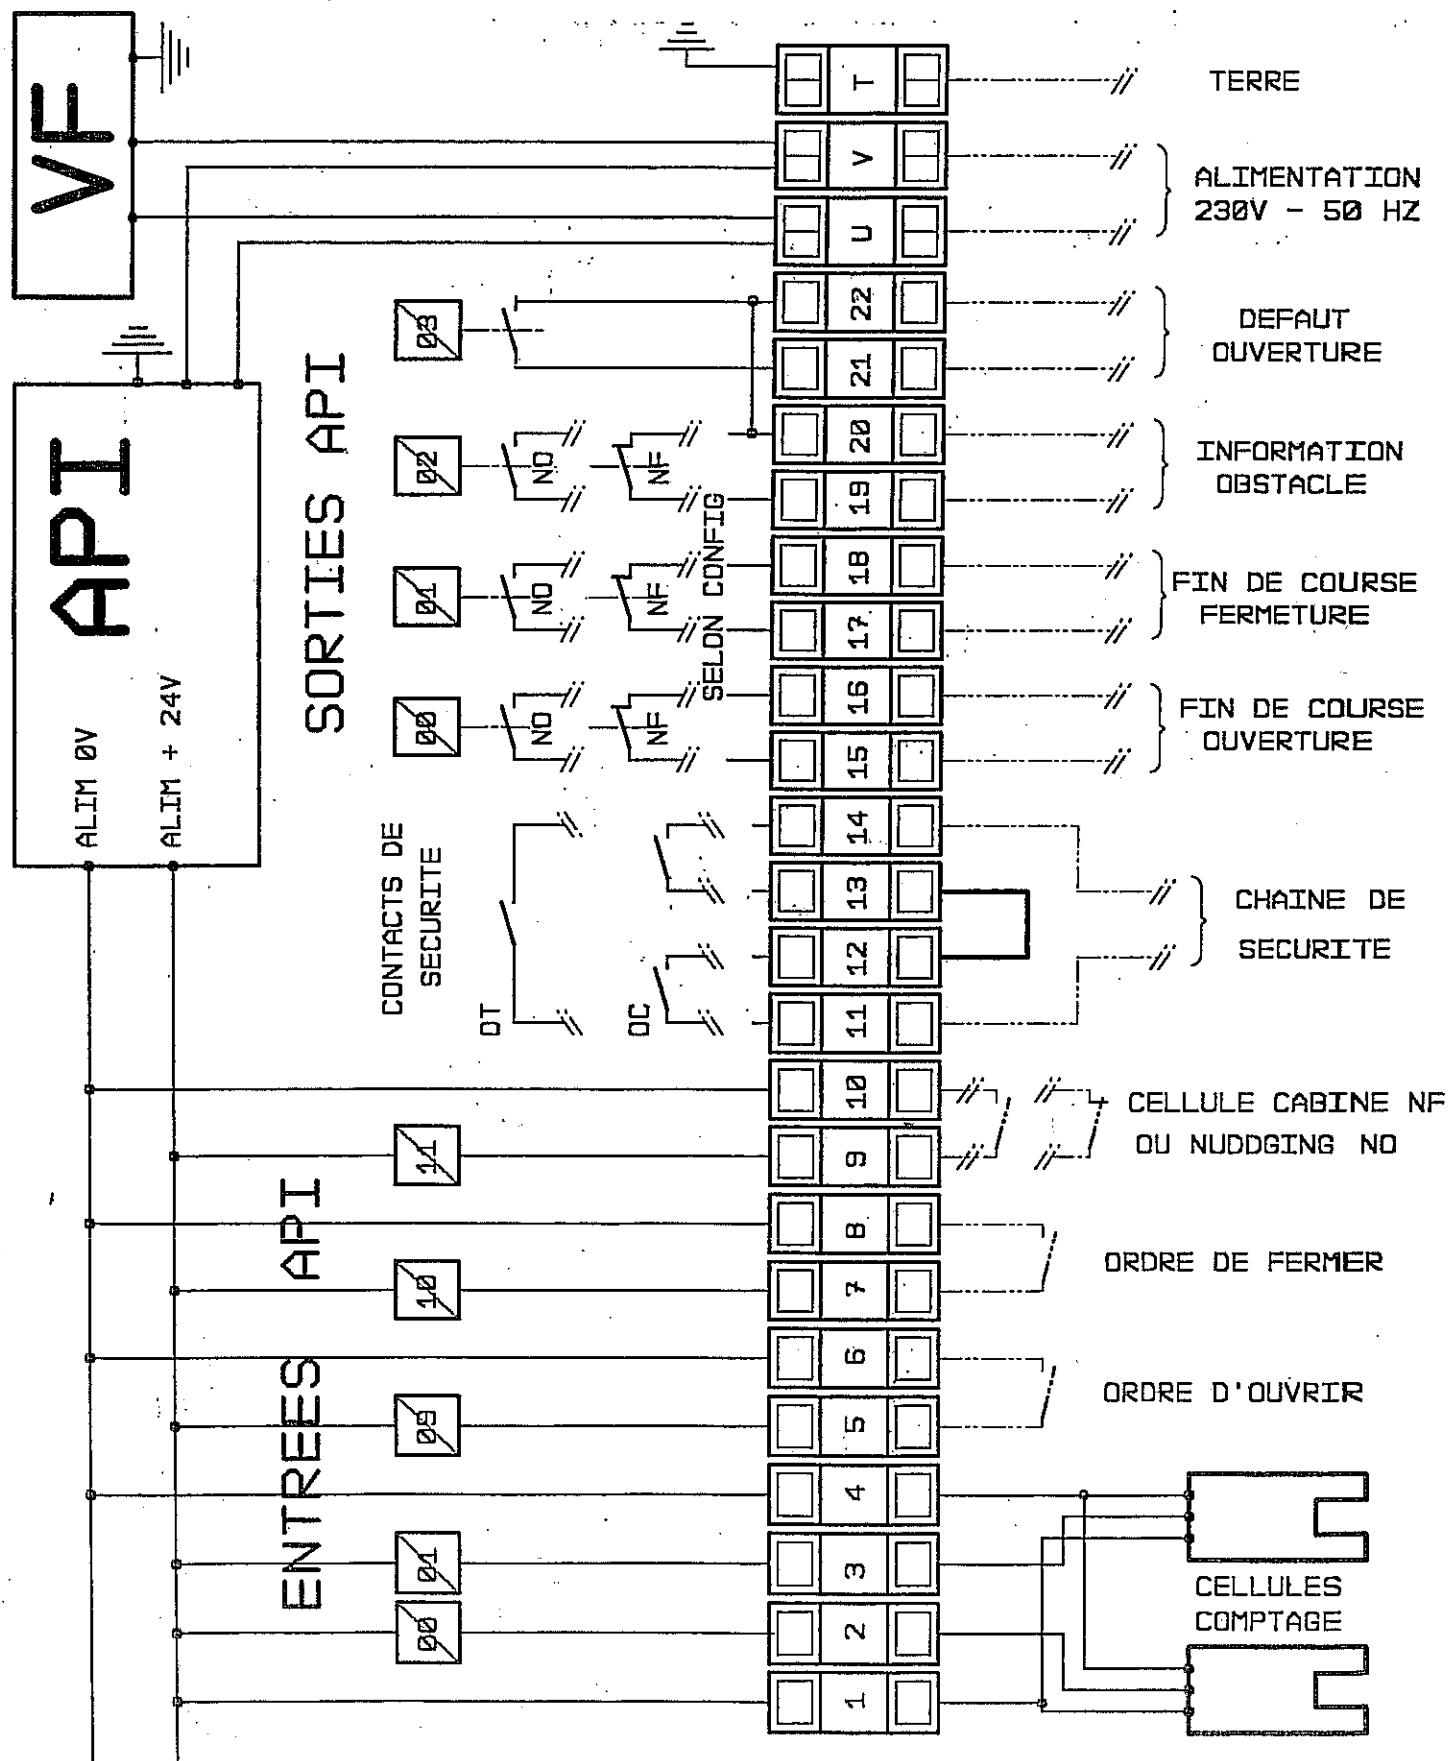 VF
T
TERRE
V
ALIMENTATION
230V - 50 HZ
U
03
22
DEFAUT
OUVERTURE
21
API
ALIM 0V
ALIM + 24V
SORTIES API
02
NO
NF
20
INFORMATION
OBSTACLE
19
SELON CONFIG
01
NO
NF
18
FIN DE COURSE
FERMETURE
17
00
NO
NF
16
FIN DE COURSE
OUVERTURE
15
CONTACTS DE
SECURITE
OT
OC
14
13
CHAINE DE
SECURITE
12
11
10
CELLULE CABINE NF
OU NUDDGING NO
11
9
ENTREES API
8
ORDRE DE FERMER
10
7
6
ORDRE D'OUVRIR
09
5
4
01
3
CELLULES
COMPTAGE
00
2
1